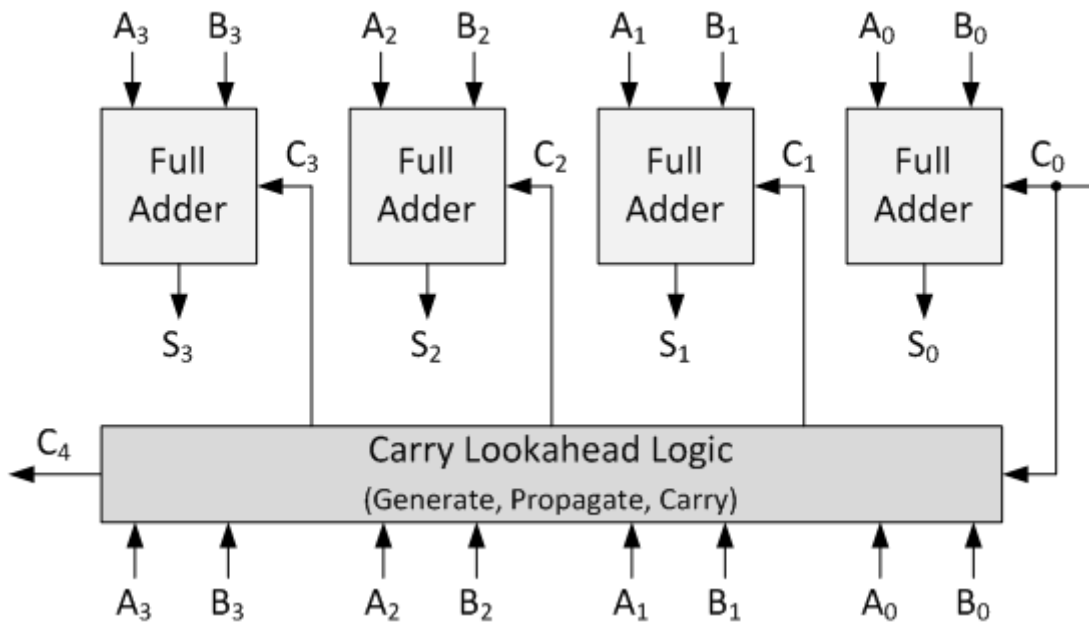 A₃ B₃ A₂ B₂ A₁ B₁ A₀ B₀
Full Adder C₃ Full Adder C₂ Full Adder C₁ Full Adder C₀
S₃ S₂ S₁ S₀
C₄ Carry Lookahead Logic
(Generate, Propagate, Carry)
A₃ B₃ A₂ B₂ A₁ B₁ A₀ B₀